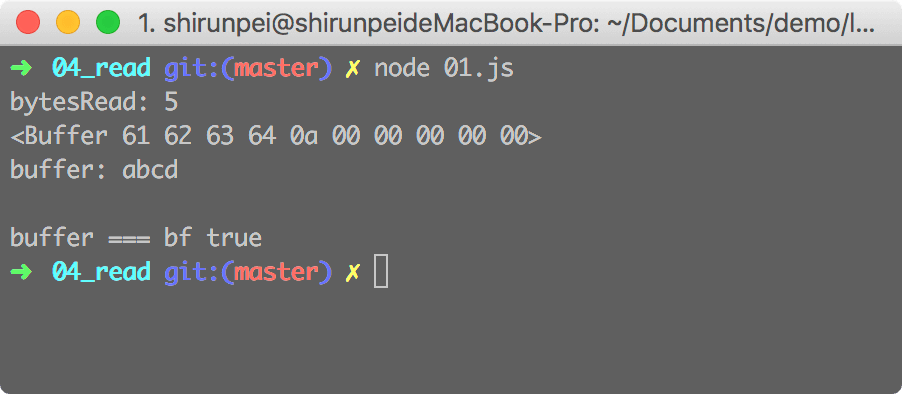 1. shirunpei@shirunpeideMacBook-Pro: ~/Documents/demo/l...
➜ 04_read git:(master) ✗ node 01.js
bytesRead: 5
<Buffer 61 62 63 64 0a 00 00 00 00 00>
buffer: abcd
buffer === bf true
➜ 04_read git:(master) ✗